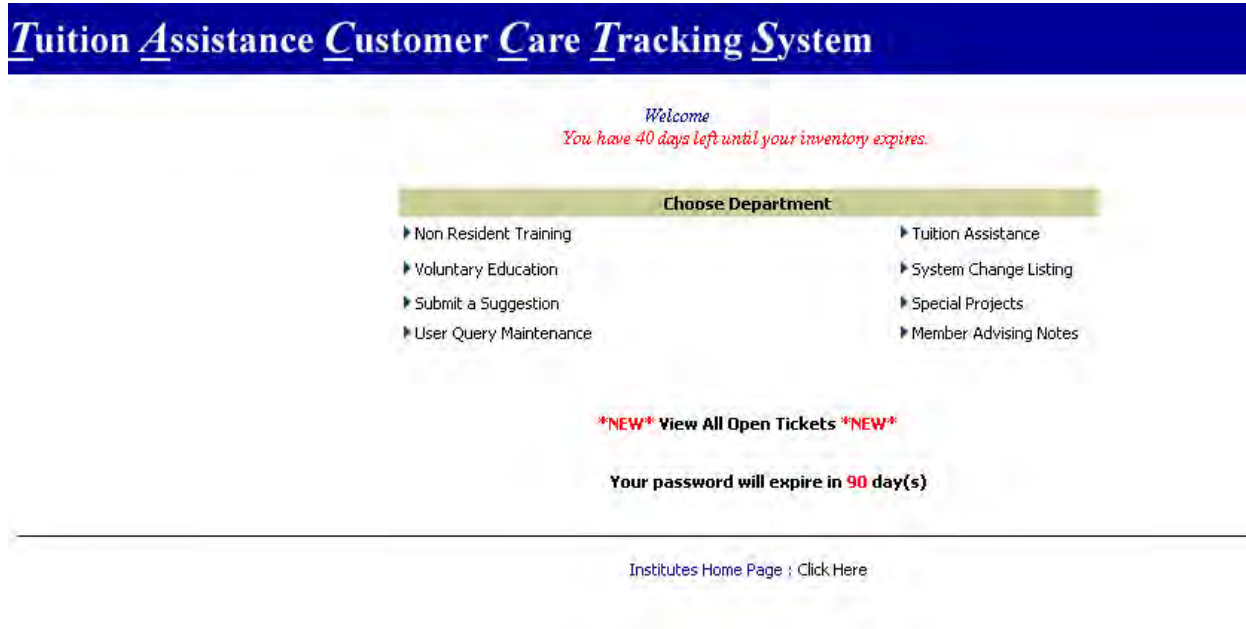 Tuition Assistance Customer Care Tracking System
Welcome
You have 40 days left until your inventory expires.
Choose Department
Non Resident Training
Tuition Assistance
Voluntary Education
System Change Listing
Submit a Suggestion
Special Projects
User Query Maintenance
Member Advising Notes
*NEW* View All Open Tickets *NEW*
Your password will expire in 90 day(s)
Institutes Home Page : Click Here